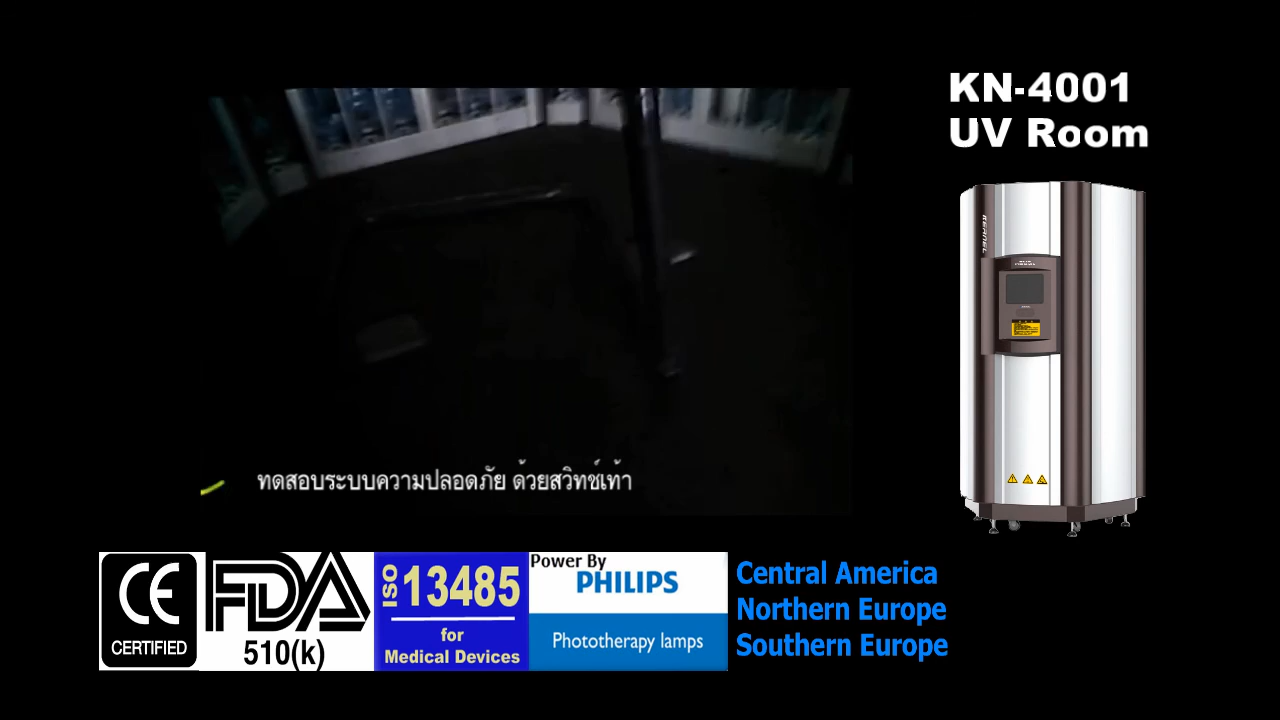 KN-4001
UV Room
KERNEL
ทดสอบระบบความปลอดภัย ด้วยสวิทช์เท้า
CE
CERTIFIED
FDA
510(k)
ISO 13485
for
Medical Devices
Power By
PHILIPS
Phototherapy lamps
Central America
Northern Europe
Southern Europe